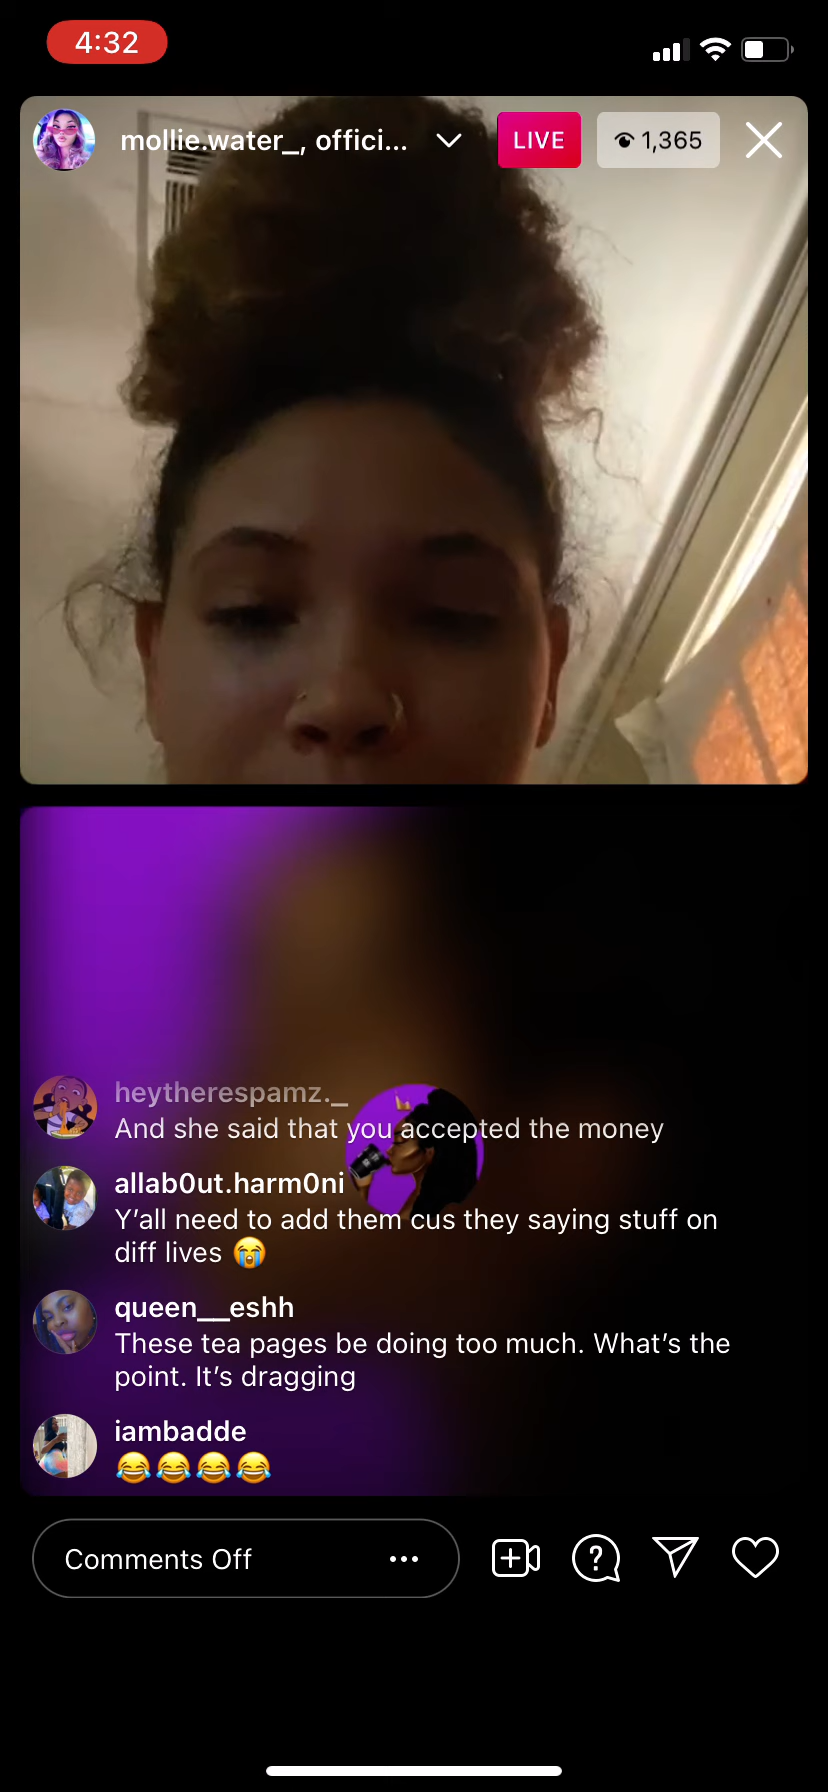 4:32
mollie.water_, offici...
LIVE
1,365
heytherespamz._
And she said that you accepted the money
allab0ut.harm0ni
Y'all need to add them cus they saying stuff on
diff lives 😭
queen__eshh
These tea pages be doing too much. What's the
point. It's dragging
iambadde
😂😂😂😂
Comments Off